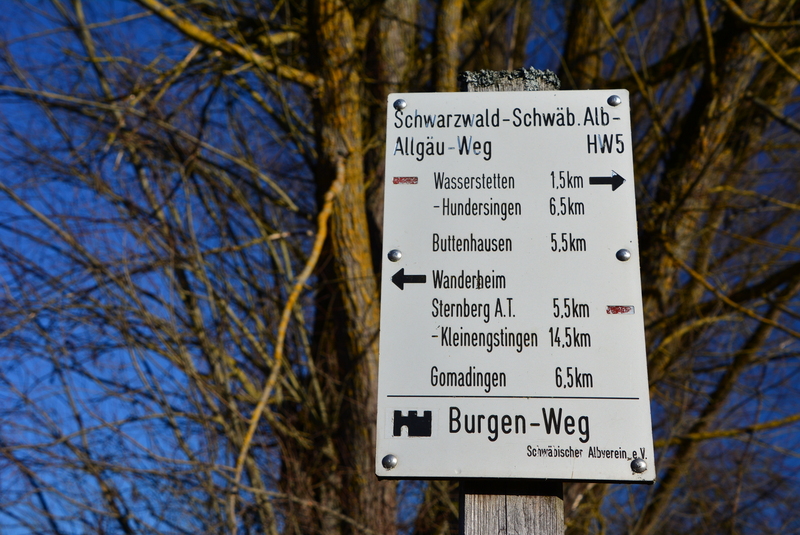 Schwarzwald-Schwäb.Alb-
Allgäu-Weg HW5
Wasserstetten 1,5km
-Hundersingen 6,5km
Buttenhausen 5,5km
Wanderheim
Sternberg A.T. 5,5km
-Kleinengstingen 14,5km
Gomadingen 6,5km
Burgen-Weg
Schwäbischer Albverein e.V.